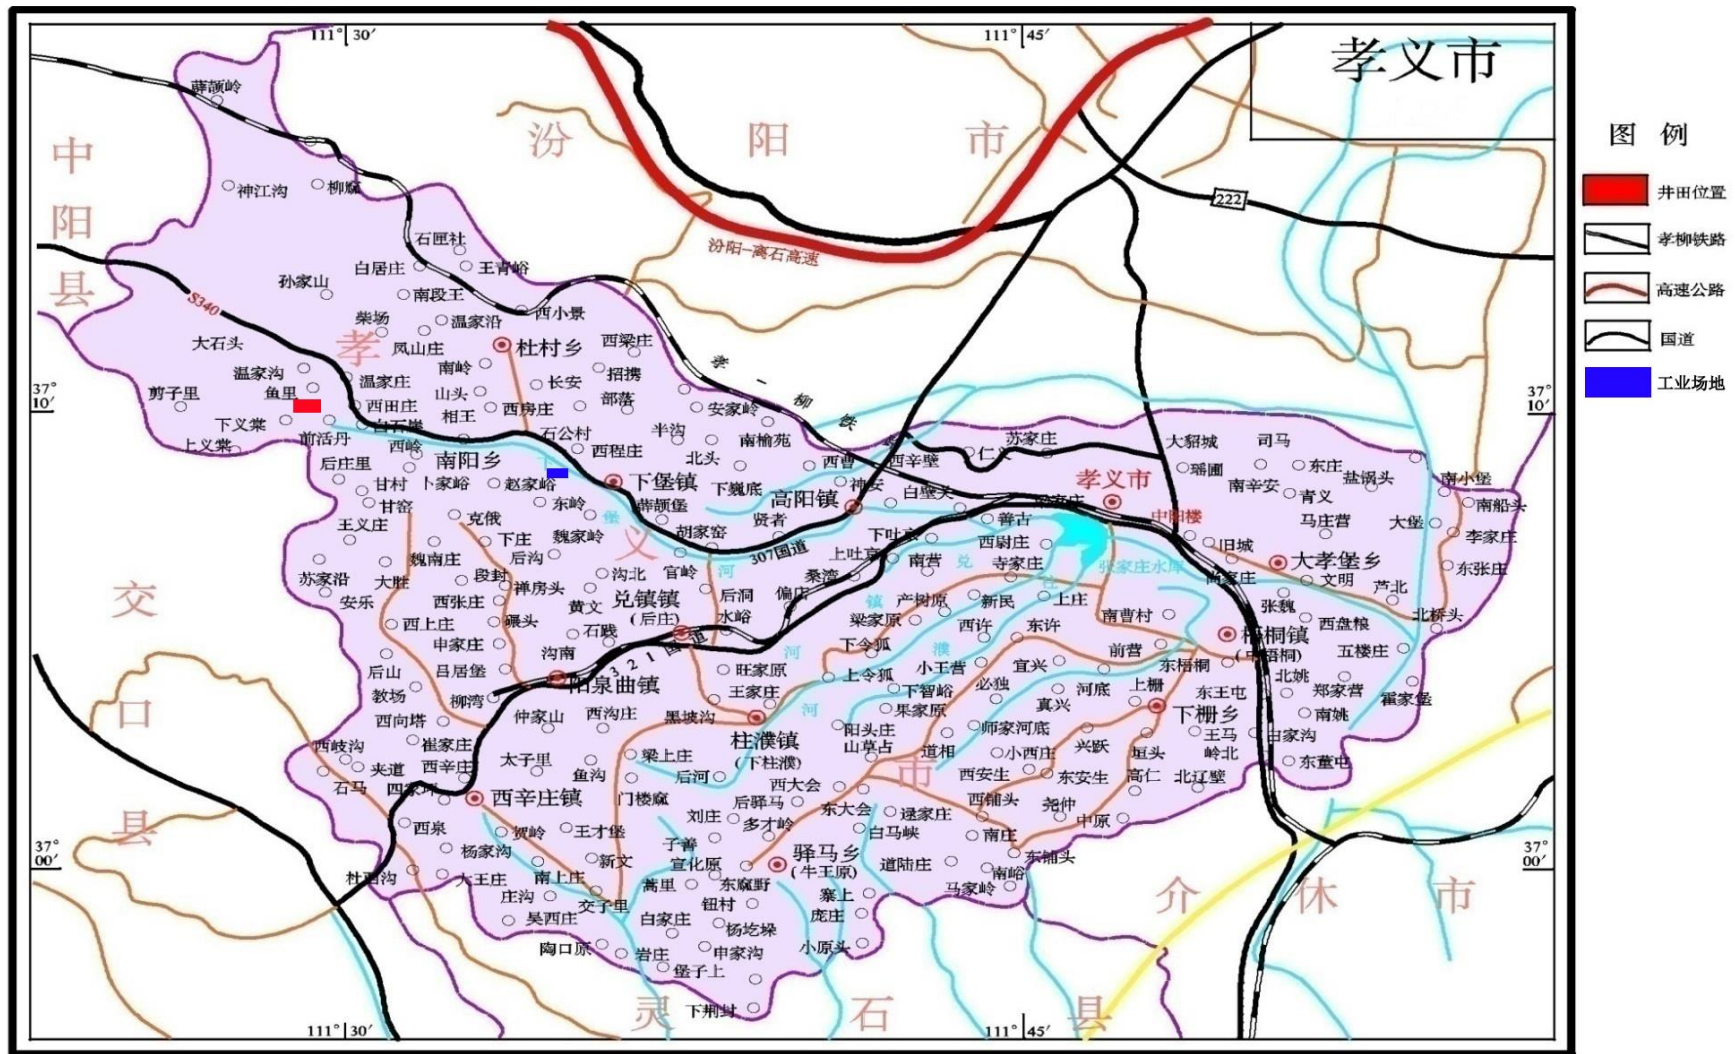 111° 30′
111° 45′
孝义市
图 例
井田位置
孝柳铁路
高速公路
国道
工业场地
中阳县
汾阳市
交口县
灵石县
介休市
孝义市
222
汾阳-离石高速
S340
孝-柳铁
307国道
321国道
37°
10′
37°
10′
37°
00′
37°
00′
薛颉岭
神江沟
石匣社
白居庄
王青峪
孙家山
南段王
柴场
温家沿
西小景
大石头
凤山庄
杜村乡
西梁庄
南岭
温家沟
温家庄
长安
招携
剪子里
鱼里
西田庄
山头
相王
西房庄
部落
安家岭
下义棠
前活丹
西岭
石公村
半沟
南榆苑
上义棠
后庄里
南阳乡
西程庄
北头
西曹
西辛壁
仁义
苏家庄
大貂城
司马
甘村
卜家峪
赵家峪
下堡镇
下巍底
高阳镇
神安
白壁关
孝义市
瑶圃
东庄
盐锅头
南小堡
南辛安
青义
南船头
甘窑
东岭
薛颉堡
贤者
善古
中阳楼
马庄营
大堡
李家庄
王义庄
克俄
下庄
魏家岭
胡家窑
下吐京
西尉庄
旧城
大孝堡乡
魏南庄
后沟
上吐京
南营
寺家庄
张家庄水库
尚家庄
文明
东张庄
苏家沿
大胜
段封
禅房头
沟北
官岭
桑湾
芦北
安乐
西张庄
黄文
兑镇镇
(后庄)
后洞
偏店
产树原
新民
上庄
南曹村
张魏
北桥头
西上庄
碾头
石践
水峪
梁家原
西许
东许
梧桐镇
西盘粮
申家庄
沟南
下令狐
前营
东梧桐
五楼庄
后山
吕居堡
阳泉曲镇
旺家原
上令狐
小王营
宜兴
北姚
教场
柳湾
王家庄
下智峪
必独
河底
上栅
东王屯
郑家营
霍家堡
西向塔
仲家山
西沟庄
黑坡沟
果家原
真兴
下栅乡
南姚
西岐沟
崔家庄
柱濮镇
(下柱濮)
阳头庄
师家河底
王马
白家沟
夹道
西辛庄
太子里
梁上庄
山草占
道相
小西庄
兴跃
垣头
岭北
东董屯
石马
鱼沟
后河
西大会
西安生
东安生
高仁
北辽壁
西辛庄镇
后驿马
东大会
西铺头
尧仲
刘庄
多才岭
逯家庄
中原
西泉
贺岭
王才堡
子善
白马峡
南庄
杨家沟
新文
宣化原
驿马乡
(牛王原)
道陆庄
东铺头
大王庄
南上庄
蒿里
南峪
庄沟
交子里
钮村
寨上
马家岭
吴西庄
白家庄
杨圪垛
庞庄
陶口原
岩庄
申家沟
小原头
堡子上
下荆封
堡
河
兑
镇
河
濮
河
111° 30′
111° 45′